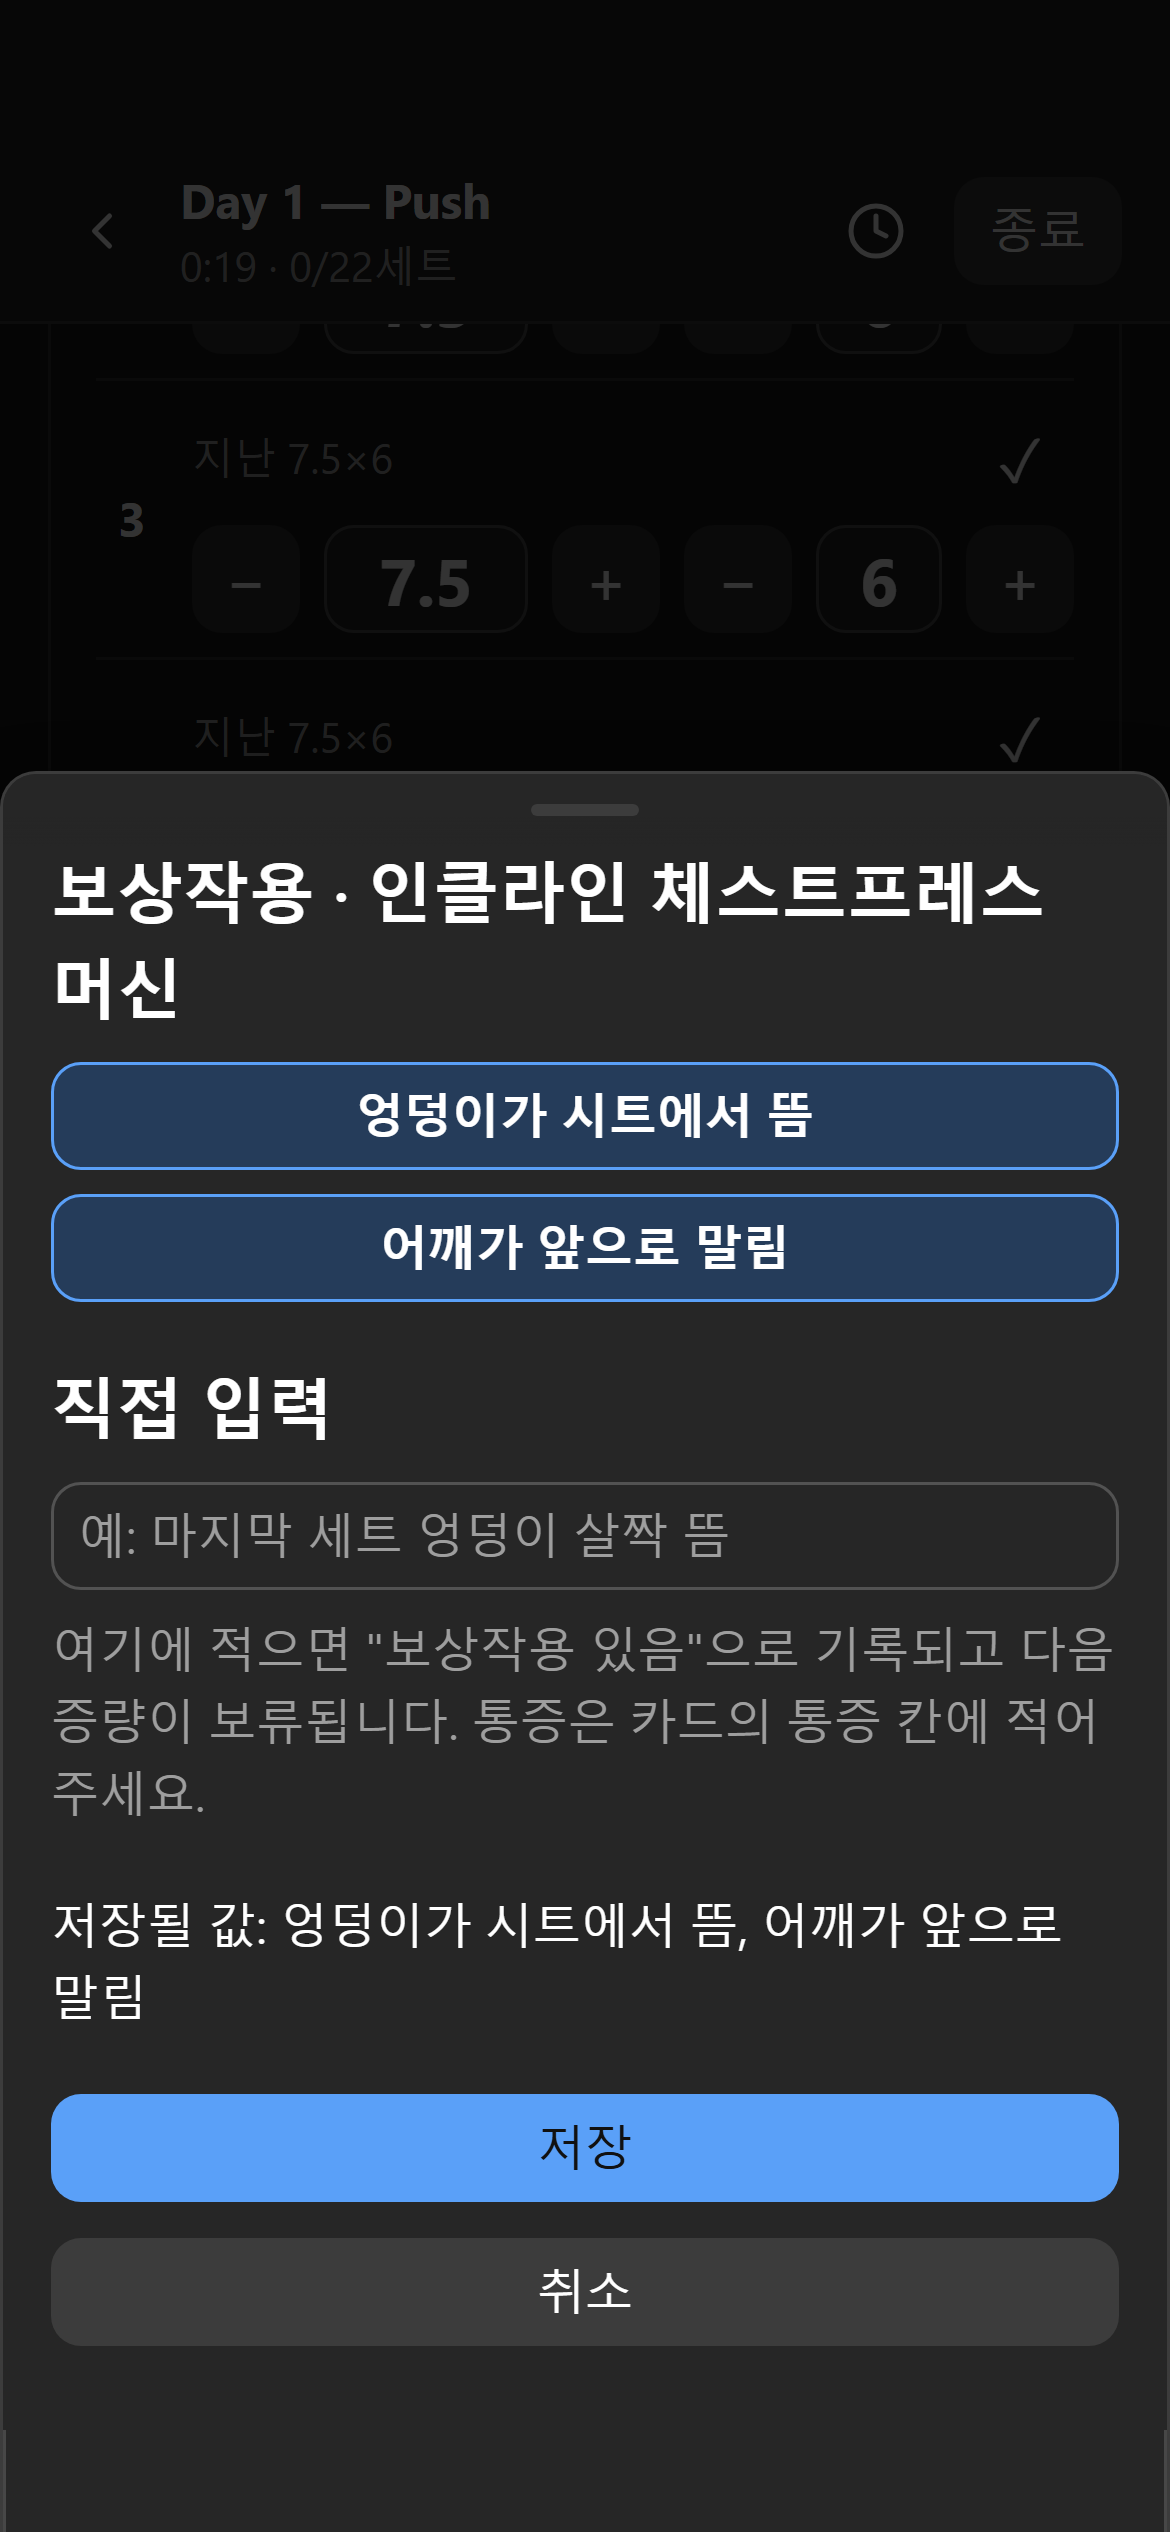 Day 1 — Push
0:19 · 0/22세트
종료
지난 7.5×6
✓
3
−
7.5
+
−
6
+
지난 7.5×6
✓
보상작용 · 인클라인 체스트프레스
머신
엉덩이가 시트에서 뜸
어깨가 앞으로 말림
직접 입력
예: 마지막 세트 엉덩이 살짝 뜸
여기에 적으면 "보상작용 있음"으로 기록되고 다음
증량이 보류됩니다. 통증은 카드의 통증 칸에 적어
주세요.
저장될 값: 엉덩이가 시트에서 뜸, 어깨가 앞으로
말림
저장
취소